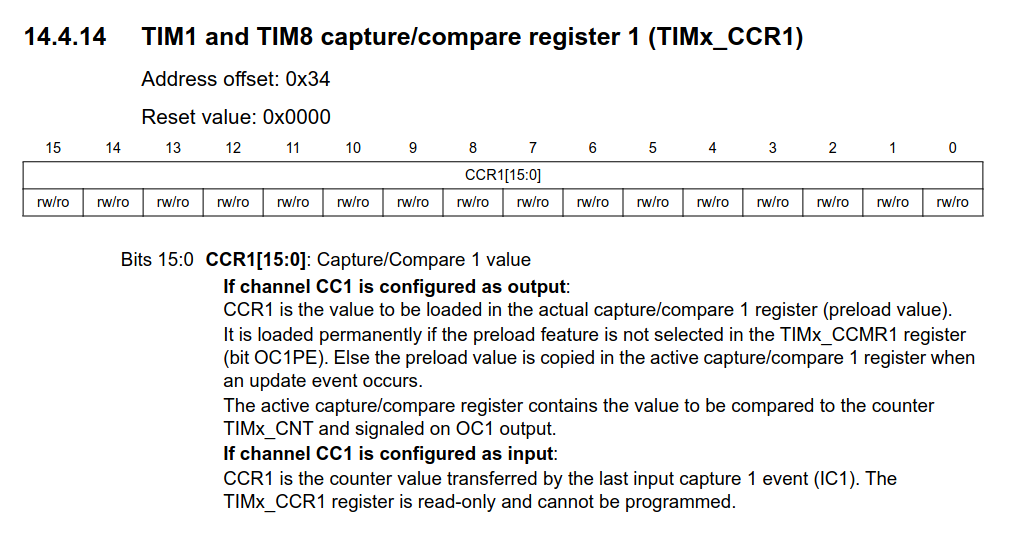 14.4.14 TIM1 and TIM8 capture/compare register 1 (TIMx_CCR1)
Address offset: 0x34
Reset value: 0x0000
15 14 13 12 11 10 9 8 7 6 5 4 3 2 1 0
CCR1[15:0]
rw/ro rw/ro rw/ro rw/ro rw/ro rw/ro rw/ro rw/ro rw/ro rw/ro rw/ro rw/ro rw/ro rw/ro rw/ro rw/ro
Bits 15:0 CCR1[15:0]: Capture/Compare 1 value
If channel CC1 is configured as output:
CCR1 is the value to be loaded in the actual capture/compare 1 register (preload value).
It is loaded permanently if the preload feature is not selected in the TIMx_CCMR1 register
(bit OC1PE). Else the preload value is copied in the active capture/compare 1 register when
an update event occurs.
The active capture/compare register contains the value to be compared to the counter
TIMx_CNT and signaled on OC1 output.
If channel CC1 is configured as input:
CCR1 is the counter value transferred by the last input capture 1 event (IC1). The
TIMx_CCR1 register is read-only and cannot be programmed.